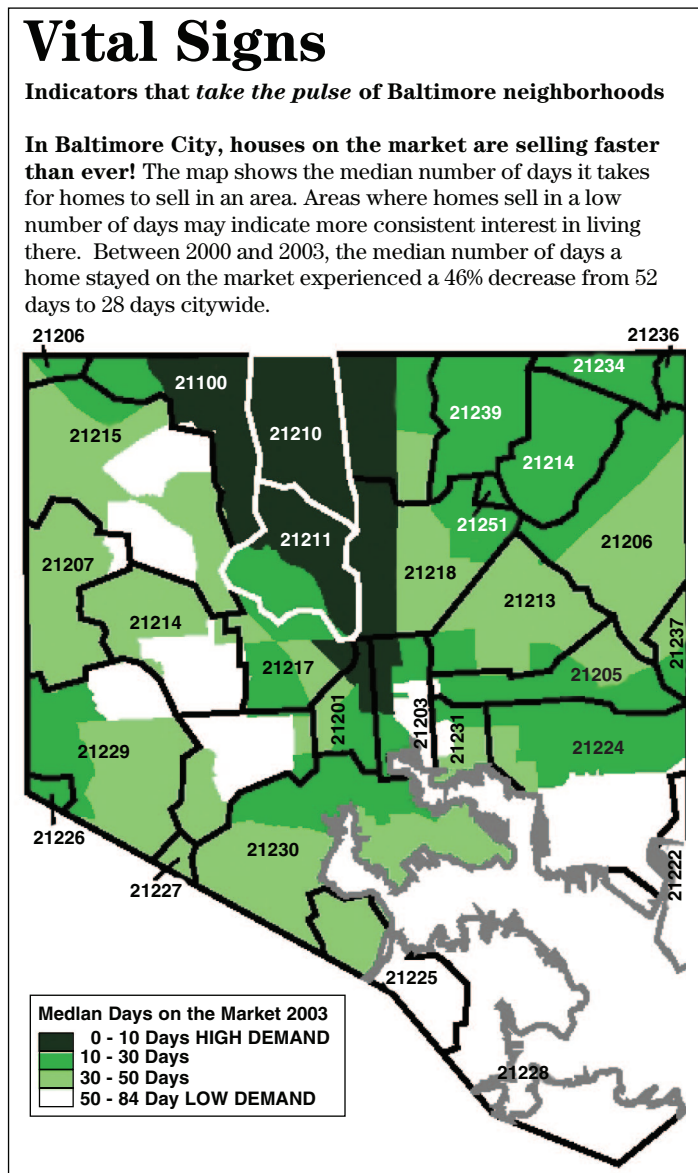 Vital Signs
Indicators that take the pulse of Baltimore neighborhoods
In Baltimore City, houses on the market are selling faster
than ever! The map shows the median number of days it takes
for homes to sell in an area. Areas where homes sell in a low
number of days may indicate more consistent interest in living
there. Between 2000 and 2003, the median number of days a
home stayed on the market experienced a 46% decrease from 52
days to 28 days citywide.
21206
21236
21234
21100
21210
21239
21215
21214
21251
21211
21206
21207
21218
21213
21214
21237
21217
21205
21201
21203
21231
21229
21224
21226
21230
21222
21227
21225
21228
Medlan Days on the Market 2003
0 - 10 Days HIGH DEMAND
10 - 30 Days
30 - 50 Days
50 - 84 Day LOW DEMAND